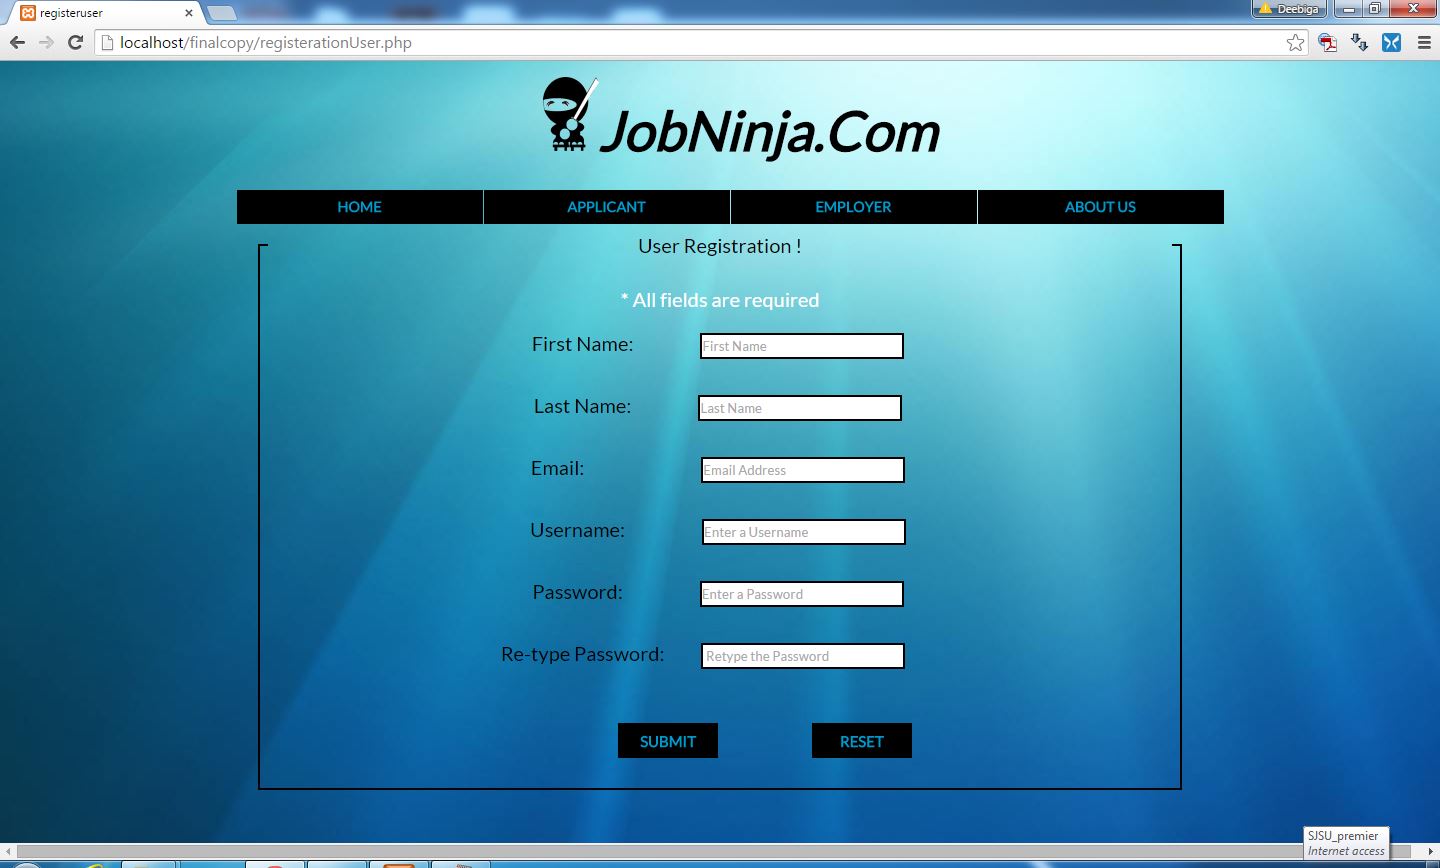 registeruser
Deebiga
localhost/finalcopy/registerationUser.php
JobNinja.Com
HOME APPLICANT EMPLOYER ABOUT US
User Registration !
* All fields are required
First Name: First Name
Last Name: Last Name
Email: Email Address
Username: Enter a Username
Password: Enter a Password
Re-type Password: Retype the Password
SUBMIT RESET
SJSU_premier
Internet access